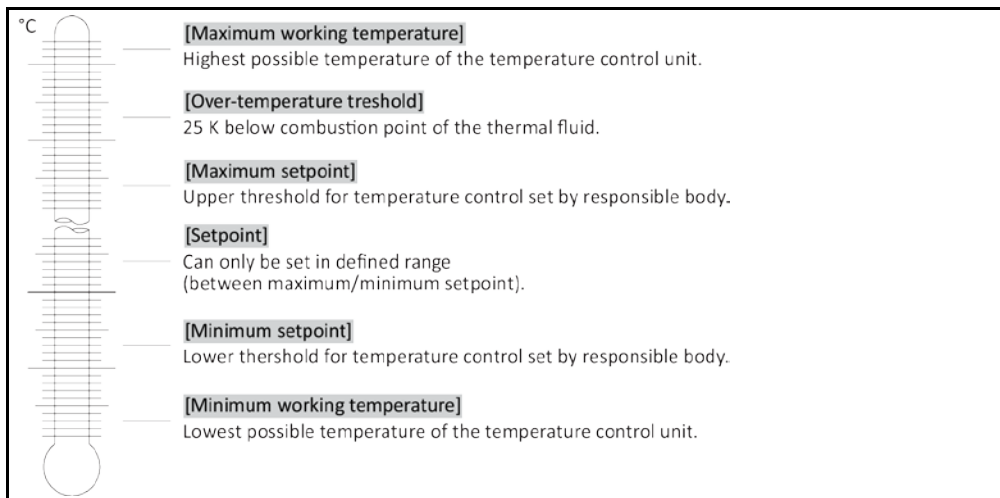 °C
[Maximum working temperature]
Highest possible temperature of the temperature control unit.
[Over-temperature treshold]
25 K below combustion point of the thermal fluid.
[Maximum setpoint]
Upper threshold for temperature control set by responsible body.
[Setpoint]
Can only be set in defined range
(between maximum/minimum setpoint).
[Minimum setpoint]
Lower thershold for temperature control set by responsible body.
[Minimum working temperature]
Lowest possible temperature of the temperature control unit.